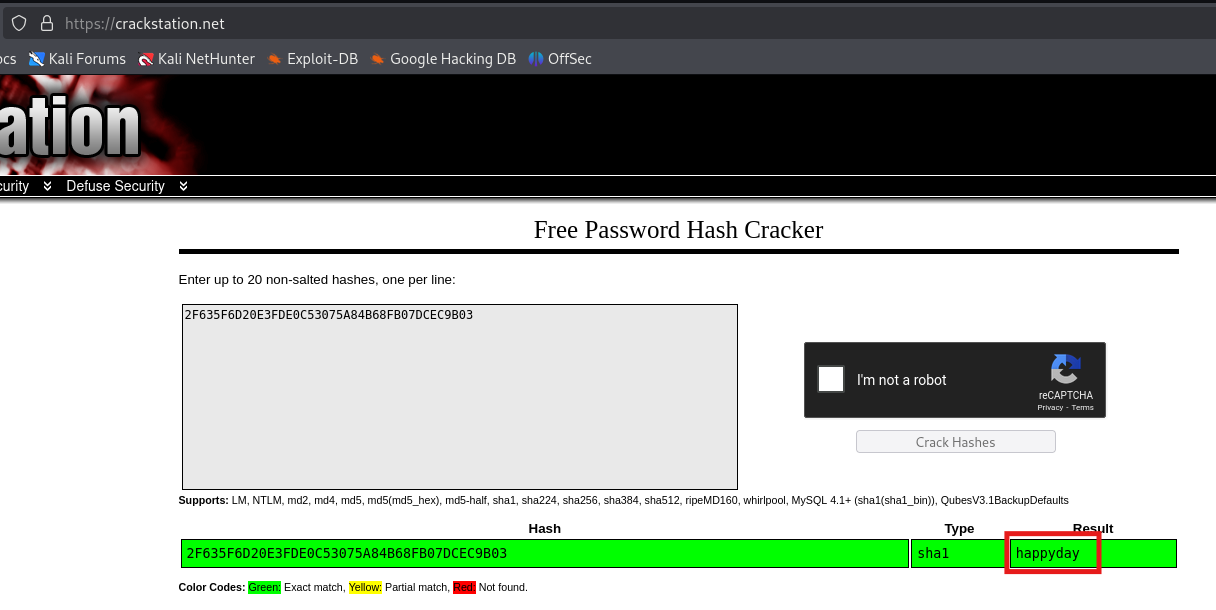 https://crackstation.net
ocs Kali Forums Kali NetHunter Exploit-DB Google Hacking DB OffSec
ation
curity Defuse Security
Free Password Hash Cracker
Enter up to 20 non-salted hashes, one per line:
2F635F6D20E3FDE0C53075A84B68FB07DCEC9B03
I'm not a robot
reCAPTCHA
Privacy - Terms
Crack Hashes
Supports: LM, NTLM, md2, md4, md5, md5(md5_hex), md5-half, sha1, sha224, sha256, sha384, sha512, ripeMD160, whirlpool, MySQL 4.1+ (sha1(sha1_bin)), QubesV3.1BackupDefaults
Hash Type Result
2F635F6D20E3FDE0C53075A84B68FB07DCEC9B03 sha1 happyday
Color Codes: Green: Exact match, Yellow: Partial match, Red: Not found.